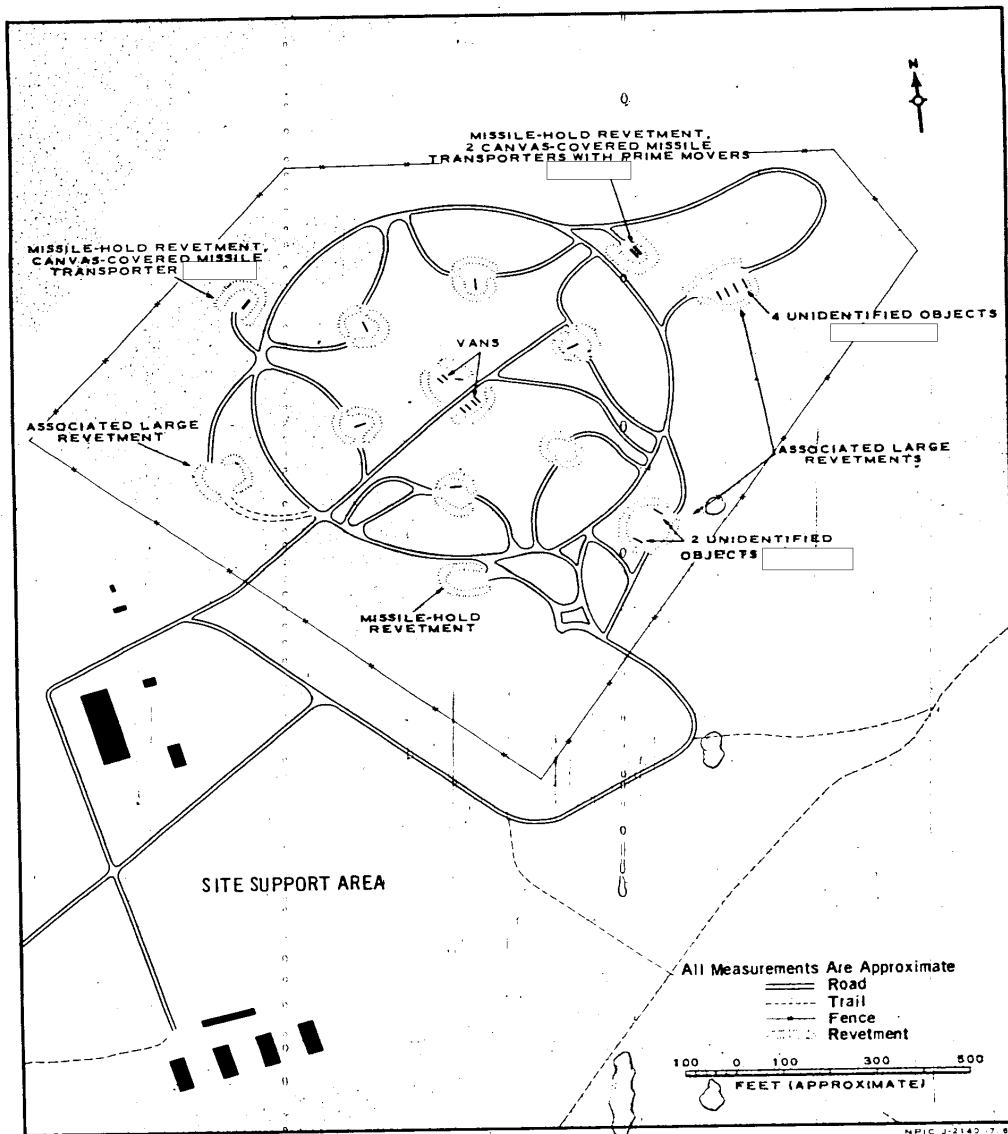 N
MISSILE-HOLD REVETMENT,
2 CANVAS-COVERED MISSILE
TRANSPORTERS WITH PRIME MOVERS
MISSILE-HOLD REVETMENT,
CANVAS-COVERED MISSILE
TRANSPORTER
4 UNIDENTIFIED OBJECTS
VANS
ASSOCIATED LARGE
REVETMENT
ASSOCIATED LARGE
REVETMENTS
2 UNIDENTIFIED
OBJECTS
MISSILE-HOLD
REVETMENT
SITE SUPPORT AREA
All Measurements Are Approximate
Road
Trail
Fence
Revetment
100 0 100 300 500
FEET (APPROXIMATE)
NPIC